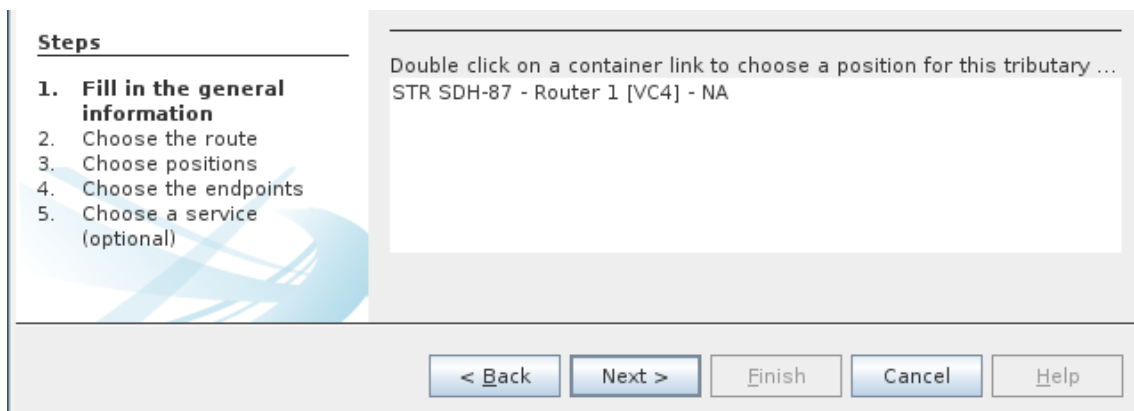 Steps
1. Fill in the general
information
2. Choose the route
3. Choose positions
4. Choose the endpoints
5. Choose a service
(optional)
Double click on a container link to choose a position for this tributary ...
STR SDH-87 - Router 1 [VC4] - NA
< Back
Next >
Finish
Cancel
Help